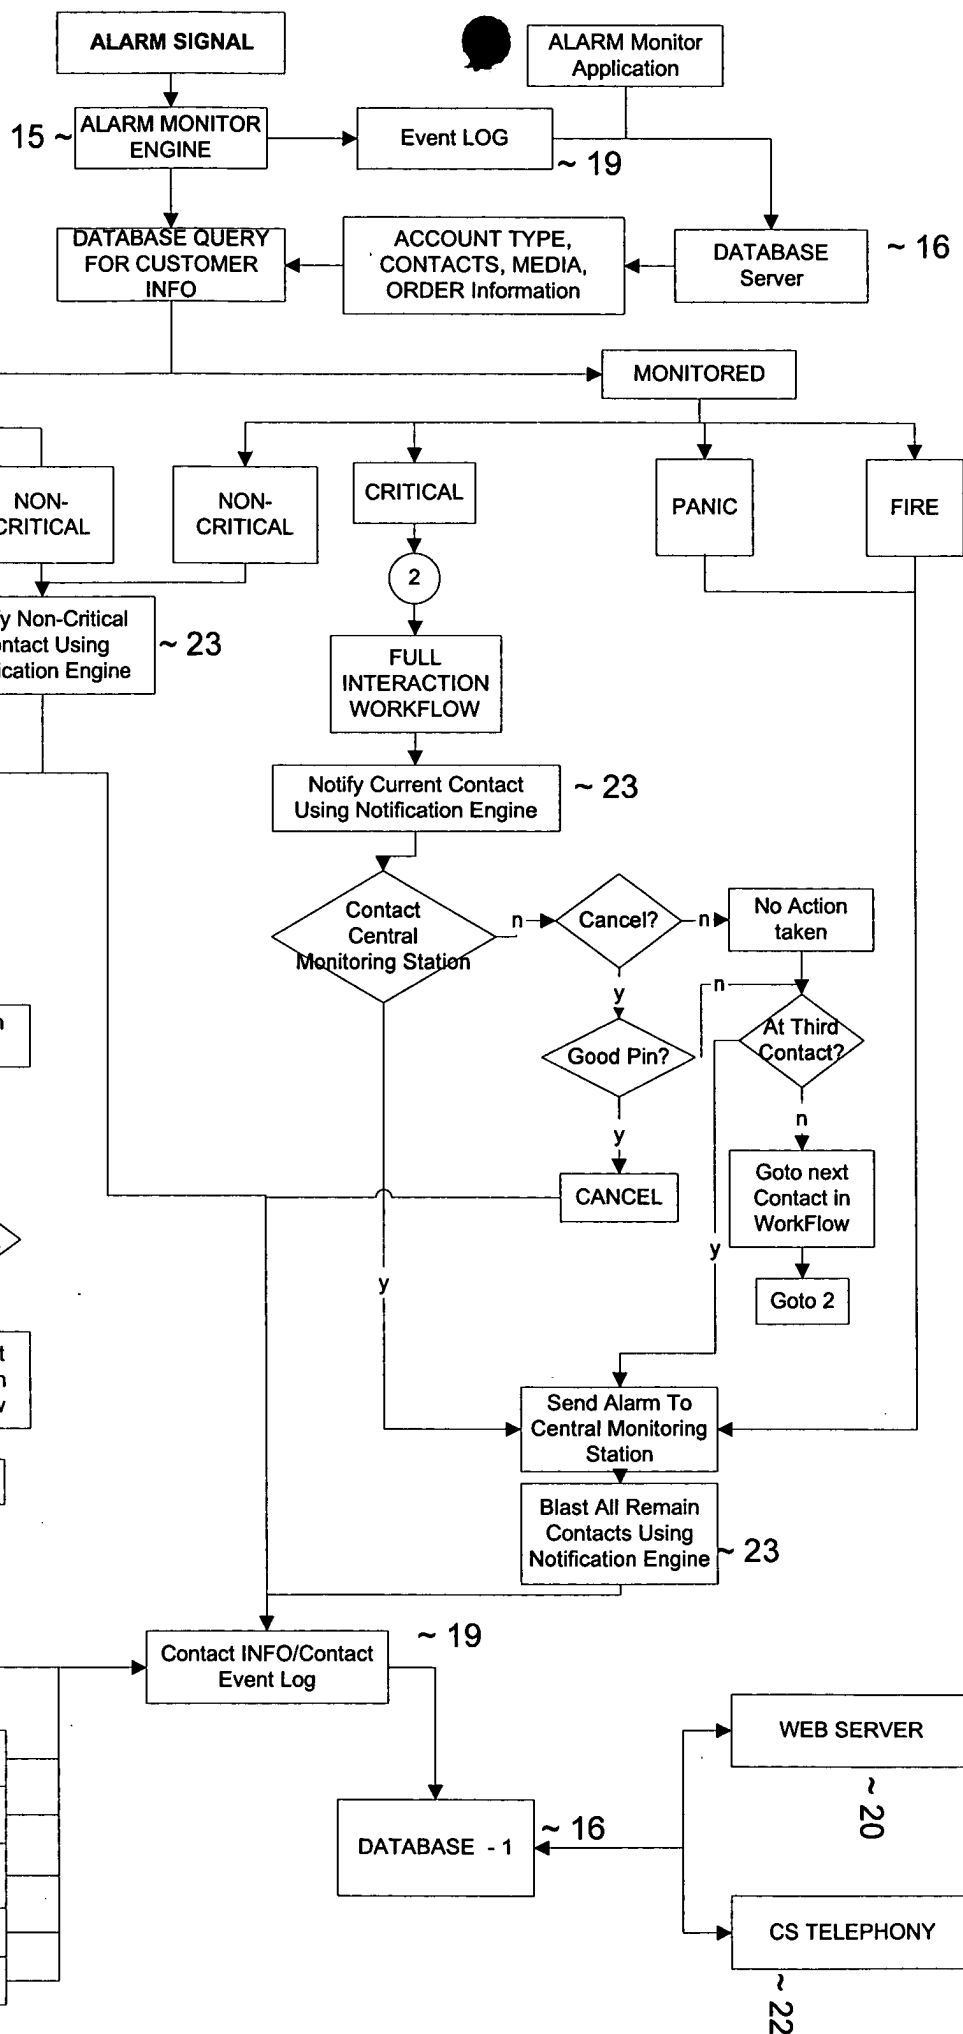 ALARM SIGNAL
ALARM Monitor
Application
15 ~
ALARM MONITOR
ENGINE
Event LOG
~ 19
DATABASE QUERY
FOR CUSTOMER
INFO
ACCOUNT TYPE,
CONTACTS, MEDIA,
ORDER Information
DATABASE
Server
~ 16
MONITORED
NON-
CRITICAL
NON-
CRITICAL
CRITICAL
PANIC
FIRE
2
y Non-Critical
ntact Using
ication Engine
~ 23
FULL
INTERACTION
WORKFLOW
Notify Current Contact
Using Notification Engine
~ 23
Contact
Central
Monitoring Station
n
Cancel?
n
No Action
taken
y
n
Good Pin?
At Third
Contact?
y
n
CANCEL
Goto next
Contact in
WorkFlow
y
y
Goto 2
n
t
n
Send Alarm To
Central Monitoring
Station
Blast All Remain
Contacts Using
Notification Engine
~ 23
Contact INFO/Contact
Event Log
~ 19
WEB SERVER
~ 20
DATABASE - 1
~ 16
CS TELEPHONY
~ 22